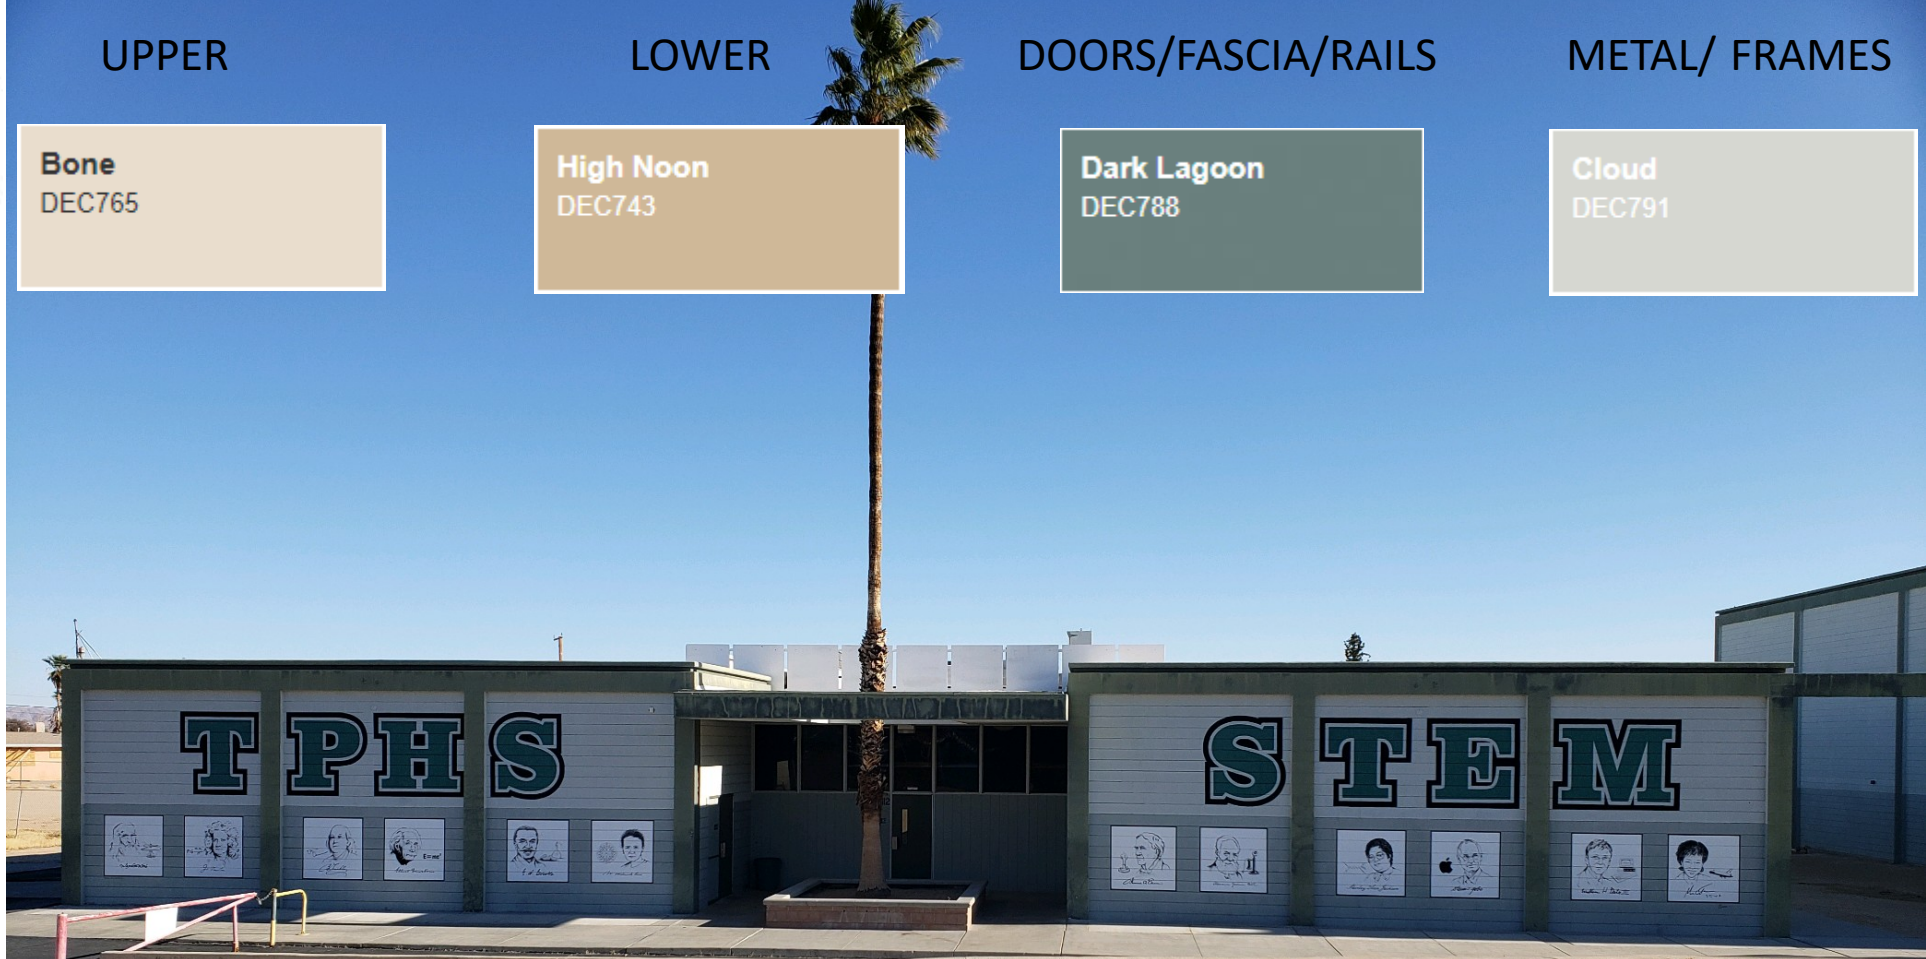 UPPER
LOWER
DOORS/FASCIA/RAILS
METAL/ FRAMES
Bone
DEC765
High Noon
DEC743
Dark Lagoon
DEC788
Cloud
DEC791
TPHS
STEM